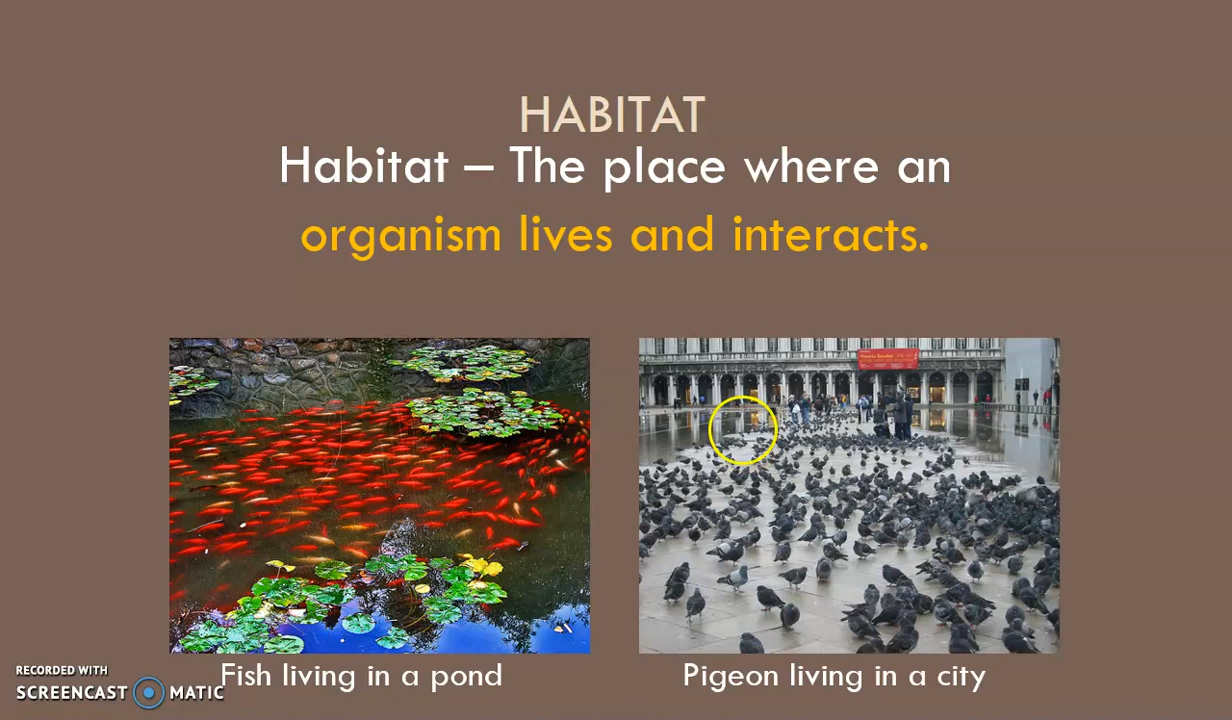 HABITAT
Habitat – The place where an
organism lives and interacts.
Fish living in a pond
Pigeon living in a city
RECORDED WITH
SCREENCAST MATIC